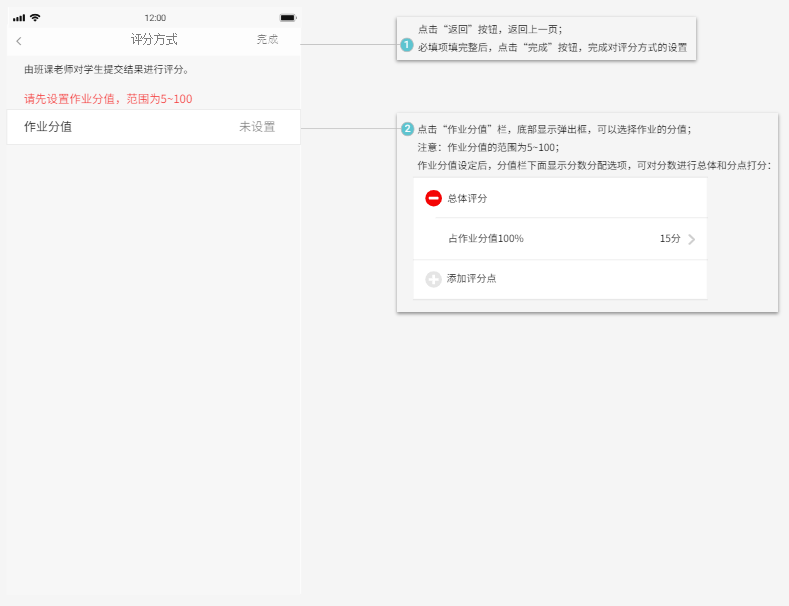 12:00
评分方式
完成
由班课老师对学生提交结果进行评分。
请先设置作业分值，范围为5~100
作业分值
未设置
1
点击“返回”按钮，返回上一页；
必填项填完整后，点击“完成”按钮，完成对评分方式的设置
2
点击“作业分值”栏，底部显示弹出框，可以选择作业的分值；
注意：作业分值的范围为5~100；
作业分值设定后，分值栏下面显示分数分配选项，可对分数进行总体和分点打分：
总体评分
占作业分值100%
15分
添加评分点